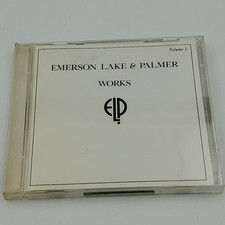 Volume 1
EMERSON LAKE & PALMER
WORKS
ELP